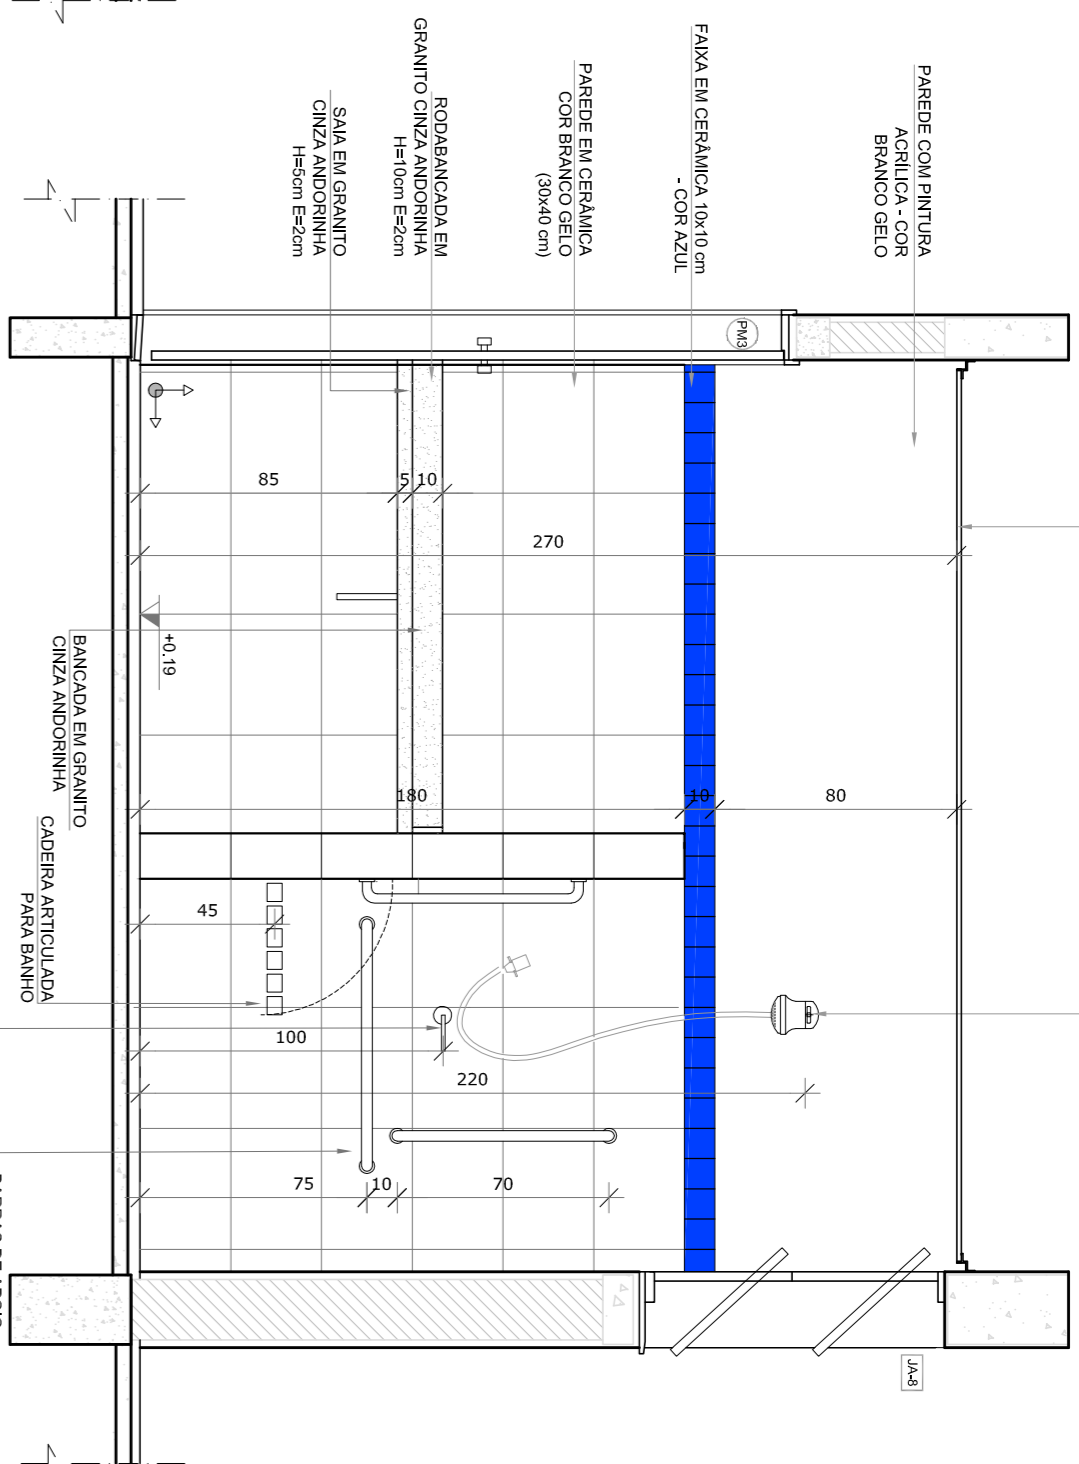 PAREDE COM PINTURA
ACRÍLICA - COR
BRANCO GELO
FAIXA EM CERÂMICA 10x10 cm
- COR AZUL
PAREDE EM CERÂMICA
COR BRANCO GELO
(30x40 cm)
RODABANCADA EM
GRANITO CINZA ANDORINHA
H=10cm E=2cm
SAIA EM GRANITO
CINZA ANDORINHA
H=5cm E=2cm
PM3
85
5
10
270
+0.19
BANCADA EM GRANITO
CINZA ANDORINHA
180
10
80
CADEIRA ARTICULADA
PARA BANHO
45
100
220
75
10
70
JA-8